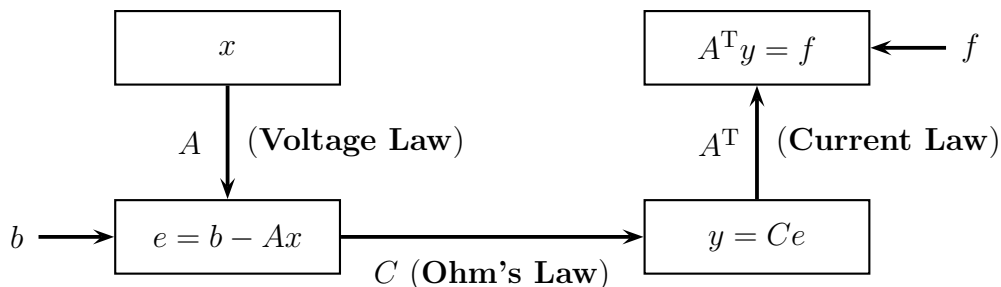 x
A^T y = f
f
A
(Voltage Law)
A^T
(Current Law)
b
e = b − Ax
y = Ce
C (Ohm's Law)